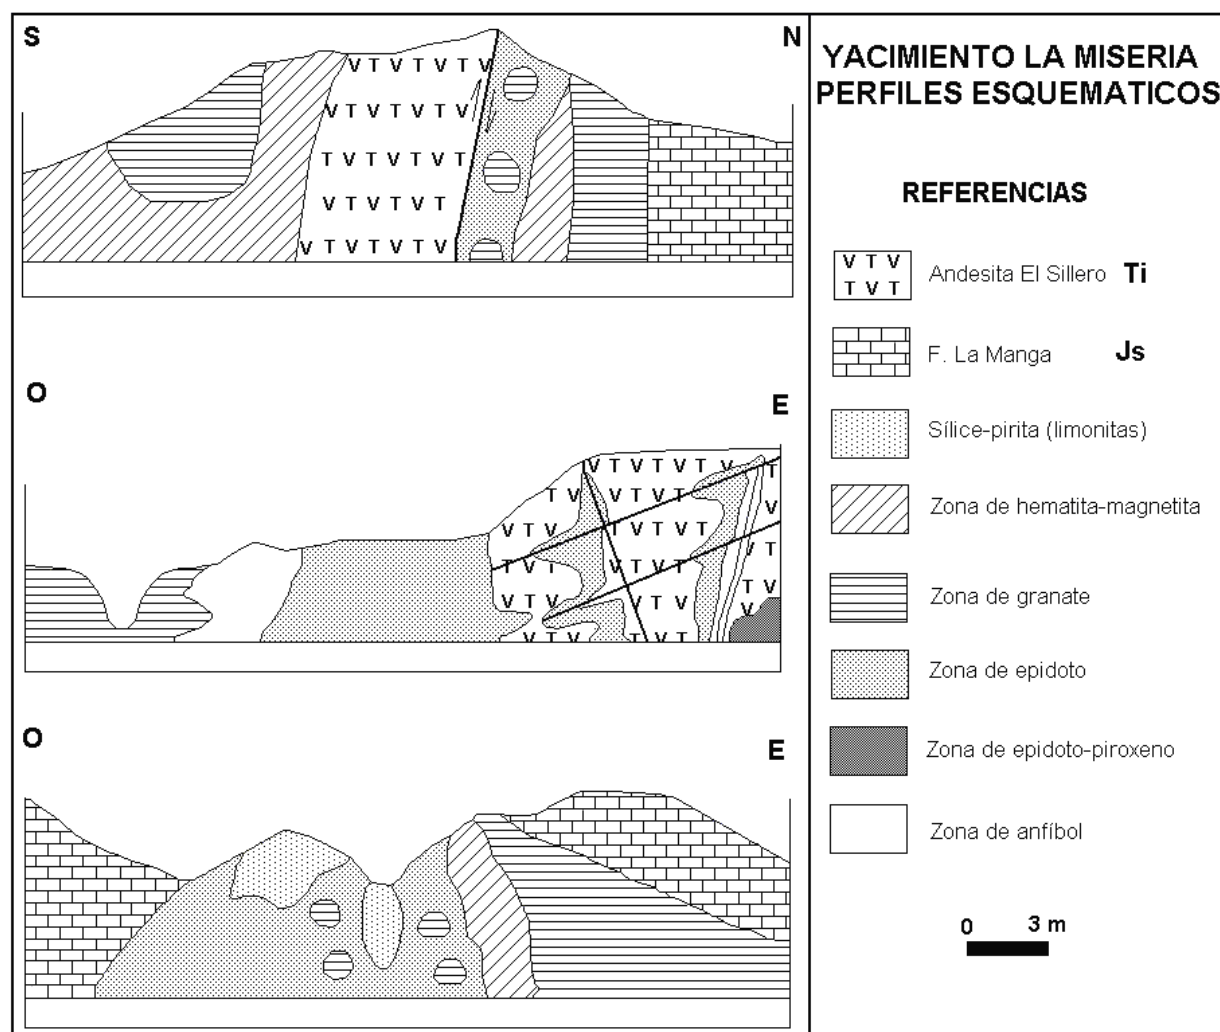 S
N
YACIMIENTO LA MISERIA
PERFILES ESQUEMATICOS
REFERENCIAS
Andesita El Sillero Ti
F. La Manga Js
Sílice-pirita (limonitas)
Zona de hematita-magnetita
Zona de granate
Zona de epidoto
Zona de epidoto-piroxeno
Zona de anfíbol
0 3 m
O
E
O
E